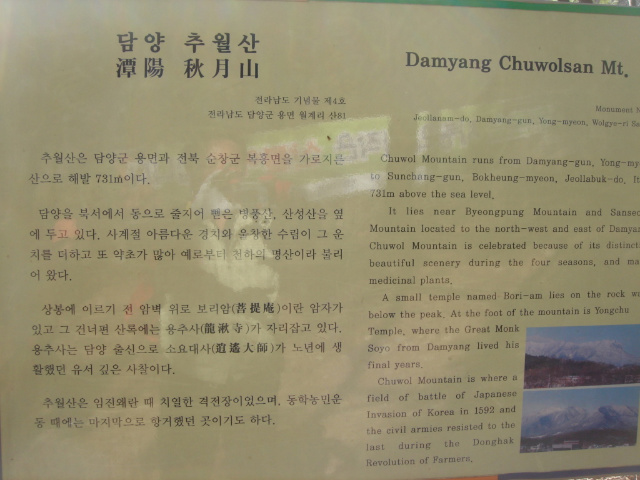 담양 추월산
潭陽 秋月山
전라남도 기념물 제4호
전라남도 담양군 용면 월계리 산81
추월산은 담양군 용면과 전북 순창군 복흥면을 가로지른
산으로 해발 731m이다.
담양을 북서에서 동으로 줄지어 뻗은 병풍산, 산성산을 옆
에 두고 있다. 사계절 아름다운 경치와 울창한 수림이 그 운
치를 더하고 또 약초가 많아 예로부터 천하의 명산이라 불리
어 왔다.
상봉에 이르기 전 암벽 위로 보리암(菩提庵)이란 암자가
있고 그 건너편 산록에는 용추사(龍湫寺)가 자리잡고 있다.
용추사는 담양 출신으로 소요대사(逍遙大師)가 노년에 생
활했던 유서 깊은 사찰이다.
추월산은 임진왜란 때 치열한 격전장이었으며, 동학농민운
동 때에는 마지막으로 항거했던 곳이기도 하다.
Damyang Chuwolsan Mt.
Monument N
Jeollanam-do, Damyang-gun, Yong-myeon, Wolgye-ri Sa
Chuwol Mountain runs from Damyang-gun, Yong-my
to Sunchang-gun, Bokheung-myeon, Jeollabuk-do. It
731m above the sea level.
It lies near Byeongpung Mountain and Sanseo
Mountain located to the north-west and east of Damyan
Chuwol Mountain is celebrated because of its distinct
beautiful scenery during the four seasons, and ma
medicinal plants.
A small temple named Bori-am lies on the rock wa
below the peak. At the foot of the mountain is Yongchu
Temple, where the Great Monk
Soyo from Damyang lived his
final years.
Chuwol Mountain is where a
field of battle of Japanese
Invasion of Korea in 1592 and
the civil armies resisted to the
last during the Donghak
Revolution of Farmers.